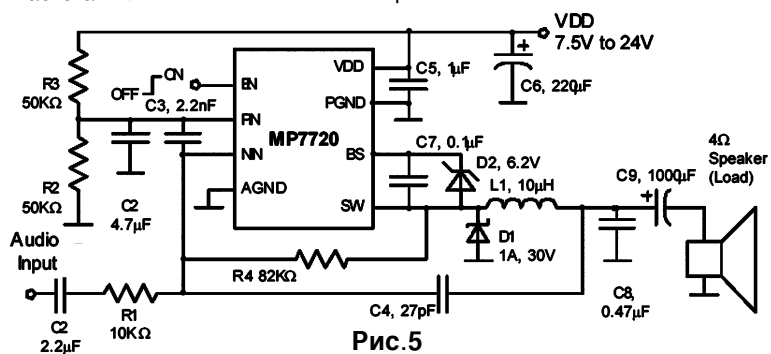 VDD
7.5V to 24V
R3
50KΩ
OFF
ON
C3, 2.2nF
EN
PIN
NIN
AGND
MP7720
VDD
PGND
BS
SW
C5, 1µF
C6, 220µF
C7, 0.1µF
D2, 6.2V
L1, 10µH
C9, 1000µF
4Ω
Speaker
(Load)
R2
50KΩ
C2
4.7µF
D1
1A, 30V
R4 82KΩ
C4, 27pF
C8,
0.47µF
Audio
Input
C2
2.2µF
R1
10KΩ
Рис.5